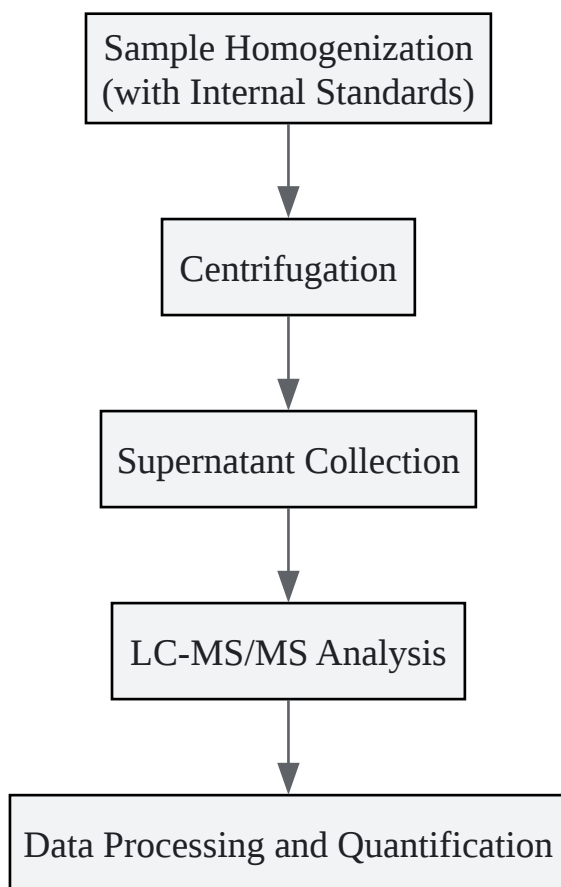 Sample Homogenization
(with Internal Standards)
Centrifugation
Supernatant Collection
LC-MS/MS Analysis
Data Processing and Quantification